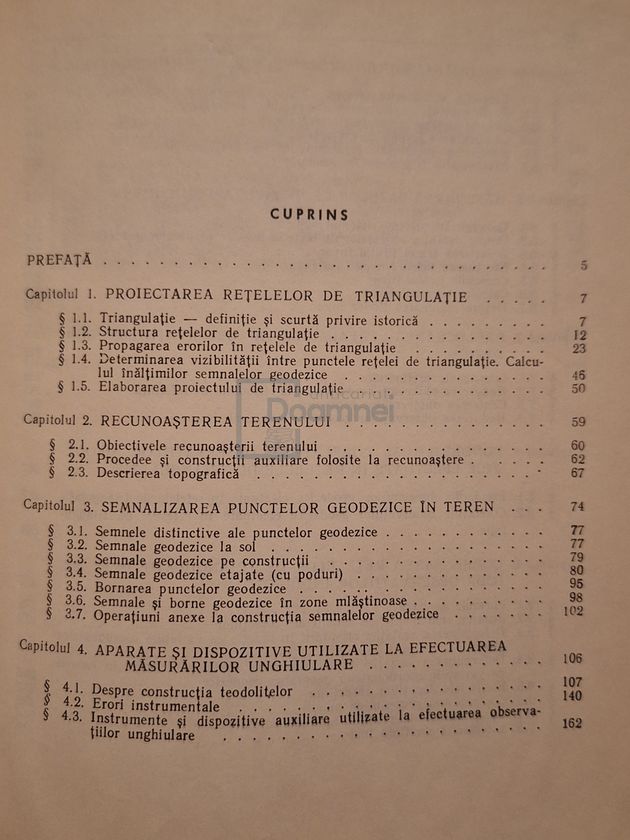 CUPRINS
PREFAȚĂ . . . . . . . . . . . . . . . . . . . . . . . . 5
Capitolul 1. PROIECTAREA REȚELELOR DE TRIANGULAȚIE . . . . . 7
§ 1.1. Triangulație — definiție și scurtă privire istorică . . . . . . . . 7
§ 1.2. Structura rețelelor de triangulație . . . . . . . . . . . . 12
§ 1.3. Propagarea erorilor în rețelele de triangulație . . . . . . . . 23
§ 1.4. Determinarea vizibilității între punctele rețelei de triangulație. Calcu-
lul înălțimilor semnalelor geodezice . . . . . . . . . . . . 46
§ 1.5. Elaborarea proiectului de triangulație . . . . . . . . . . . 50
Capitolul 2. RECUNOAȘTEREA TERENULUI . . . . . . . . . . . 59
§ 2.1. Obiectivele recunoașterii terenului . . . . . . . . . . . . 60
§ 2.2. Procedee și construcții auxiliare folosite la recunoaștere . . . . . 62
§ 2.3. Descrierea topografică . . . . . . . . . . . . . . . . 67
Capitolul 3. SEMNALIZAREA PUNCTELOR GEODEZICE ÎN TEREN . . . 74
§ 3.1. Semnele distinctive ale punctelor geodezice . . . . . . . . . . 77
§ 3.2. Semnale geodezice la sol . . . . . . . . . . . . . . . 77
§ 3.3. Semnale geodezice pe construcții . . . . . . . . . . . . . 79
§ 3.4. Semnale geodezice etajate (cu poduri) . . . . . . . . . . . 80
§ 3.5. Bornarea punctelor geodezice . . . . . . . . . . . . . . 95
§ 3.6. Semnale și borne geodezice în zone mlăștinoase . . . . . . . . 98
§ 3.7. Operațiuni anexe la construcția semnalelor geodezice . . . . . . 102
Capitolul 4. APARATE ȘI DISPOZITIVE UTILIZATE LA EFECTUAREA
MĂSURĂRILOR UNGHIULARE . . . . . . . . . . 106
§ 4.1. Despre construcția teodolitelor . . . . . . . . . . . . . 107
§ 4.2. Erori instrumentale . . . . . . . . . . . . . . . . . 140
§ 4.3. Instrumente și dispozitive auxiliare utilizate la efectuarea observa-
țiilor unghiulare . . . . . . . . . . . . . . . . . . 162
anticariat
Doamnei